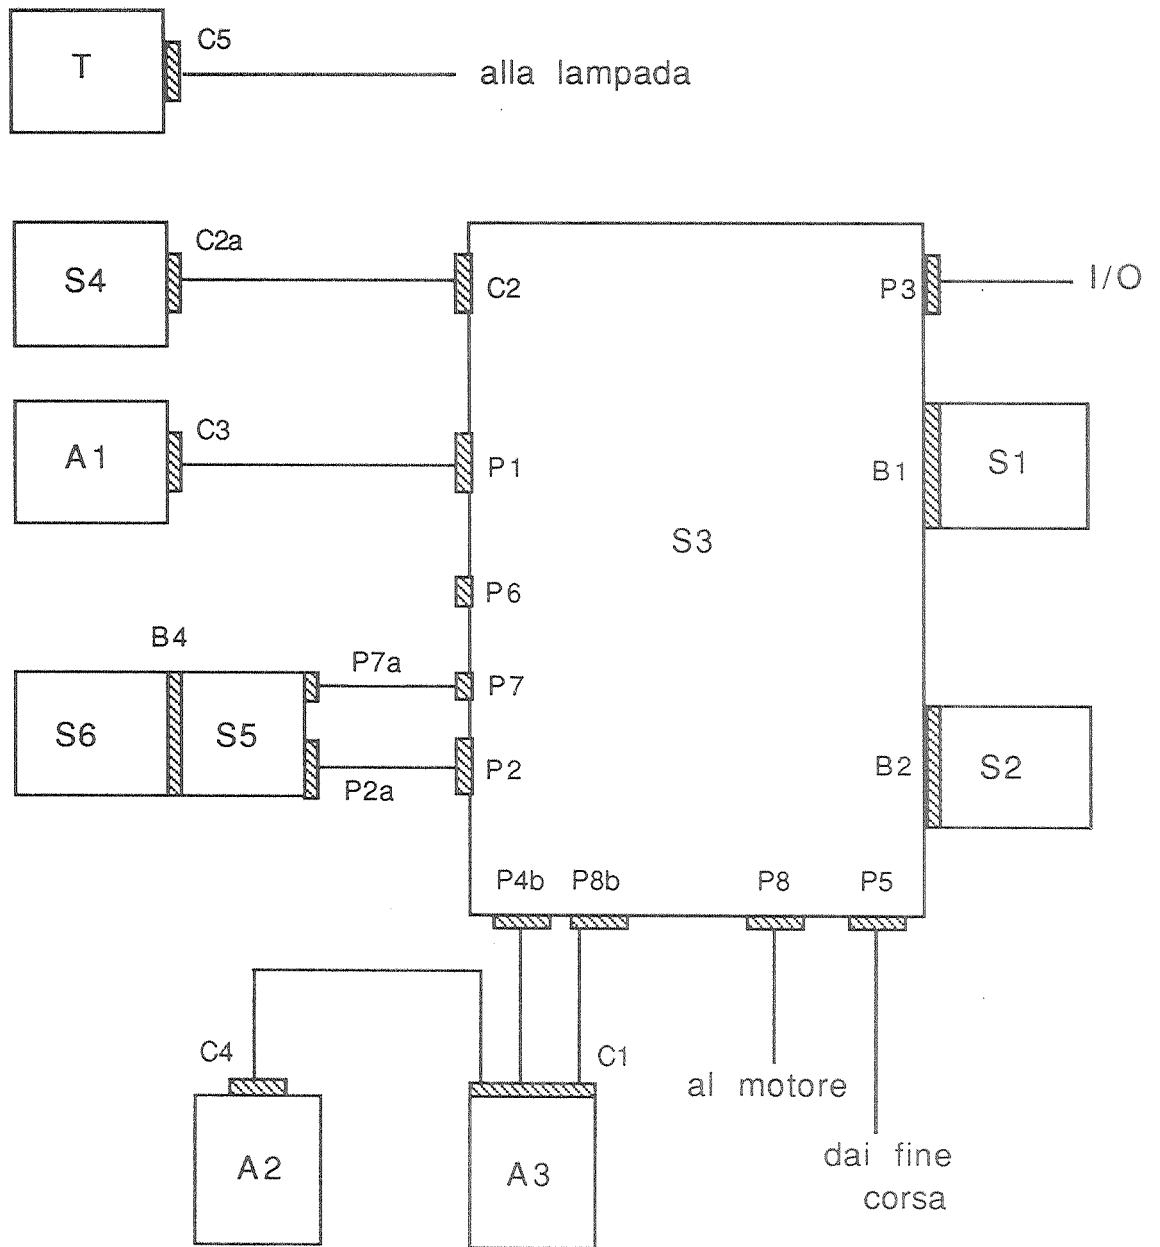 C5
T
alla lampada
C2a
S4
C2
P3
I/O
C3
A1
P1
B1
S1
S3
P6
B4
P7a
P7
S6
S5
P2
P2a
B2
S2
P4b
P8b
P8
P5
C4
C1
al motore
A2
A3
dai fine
corsa